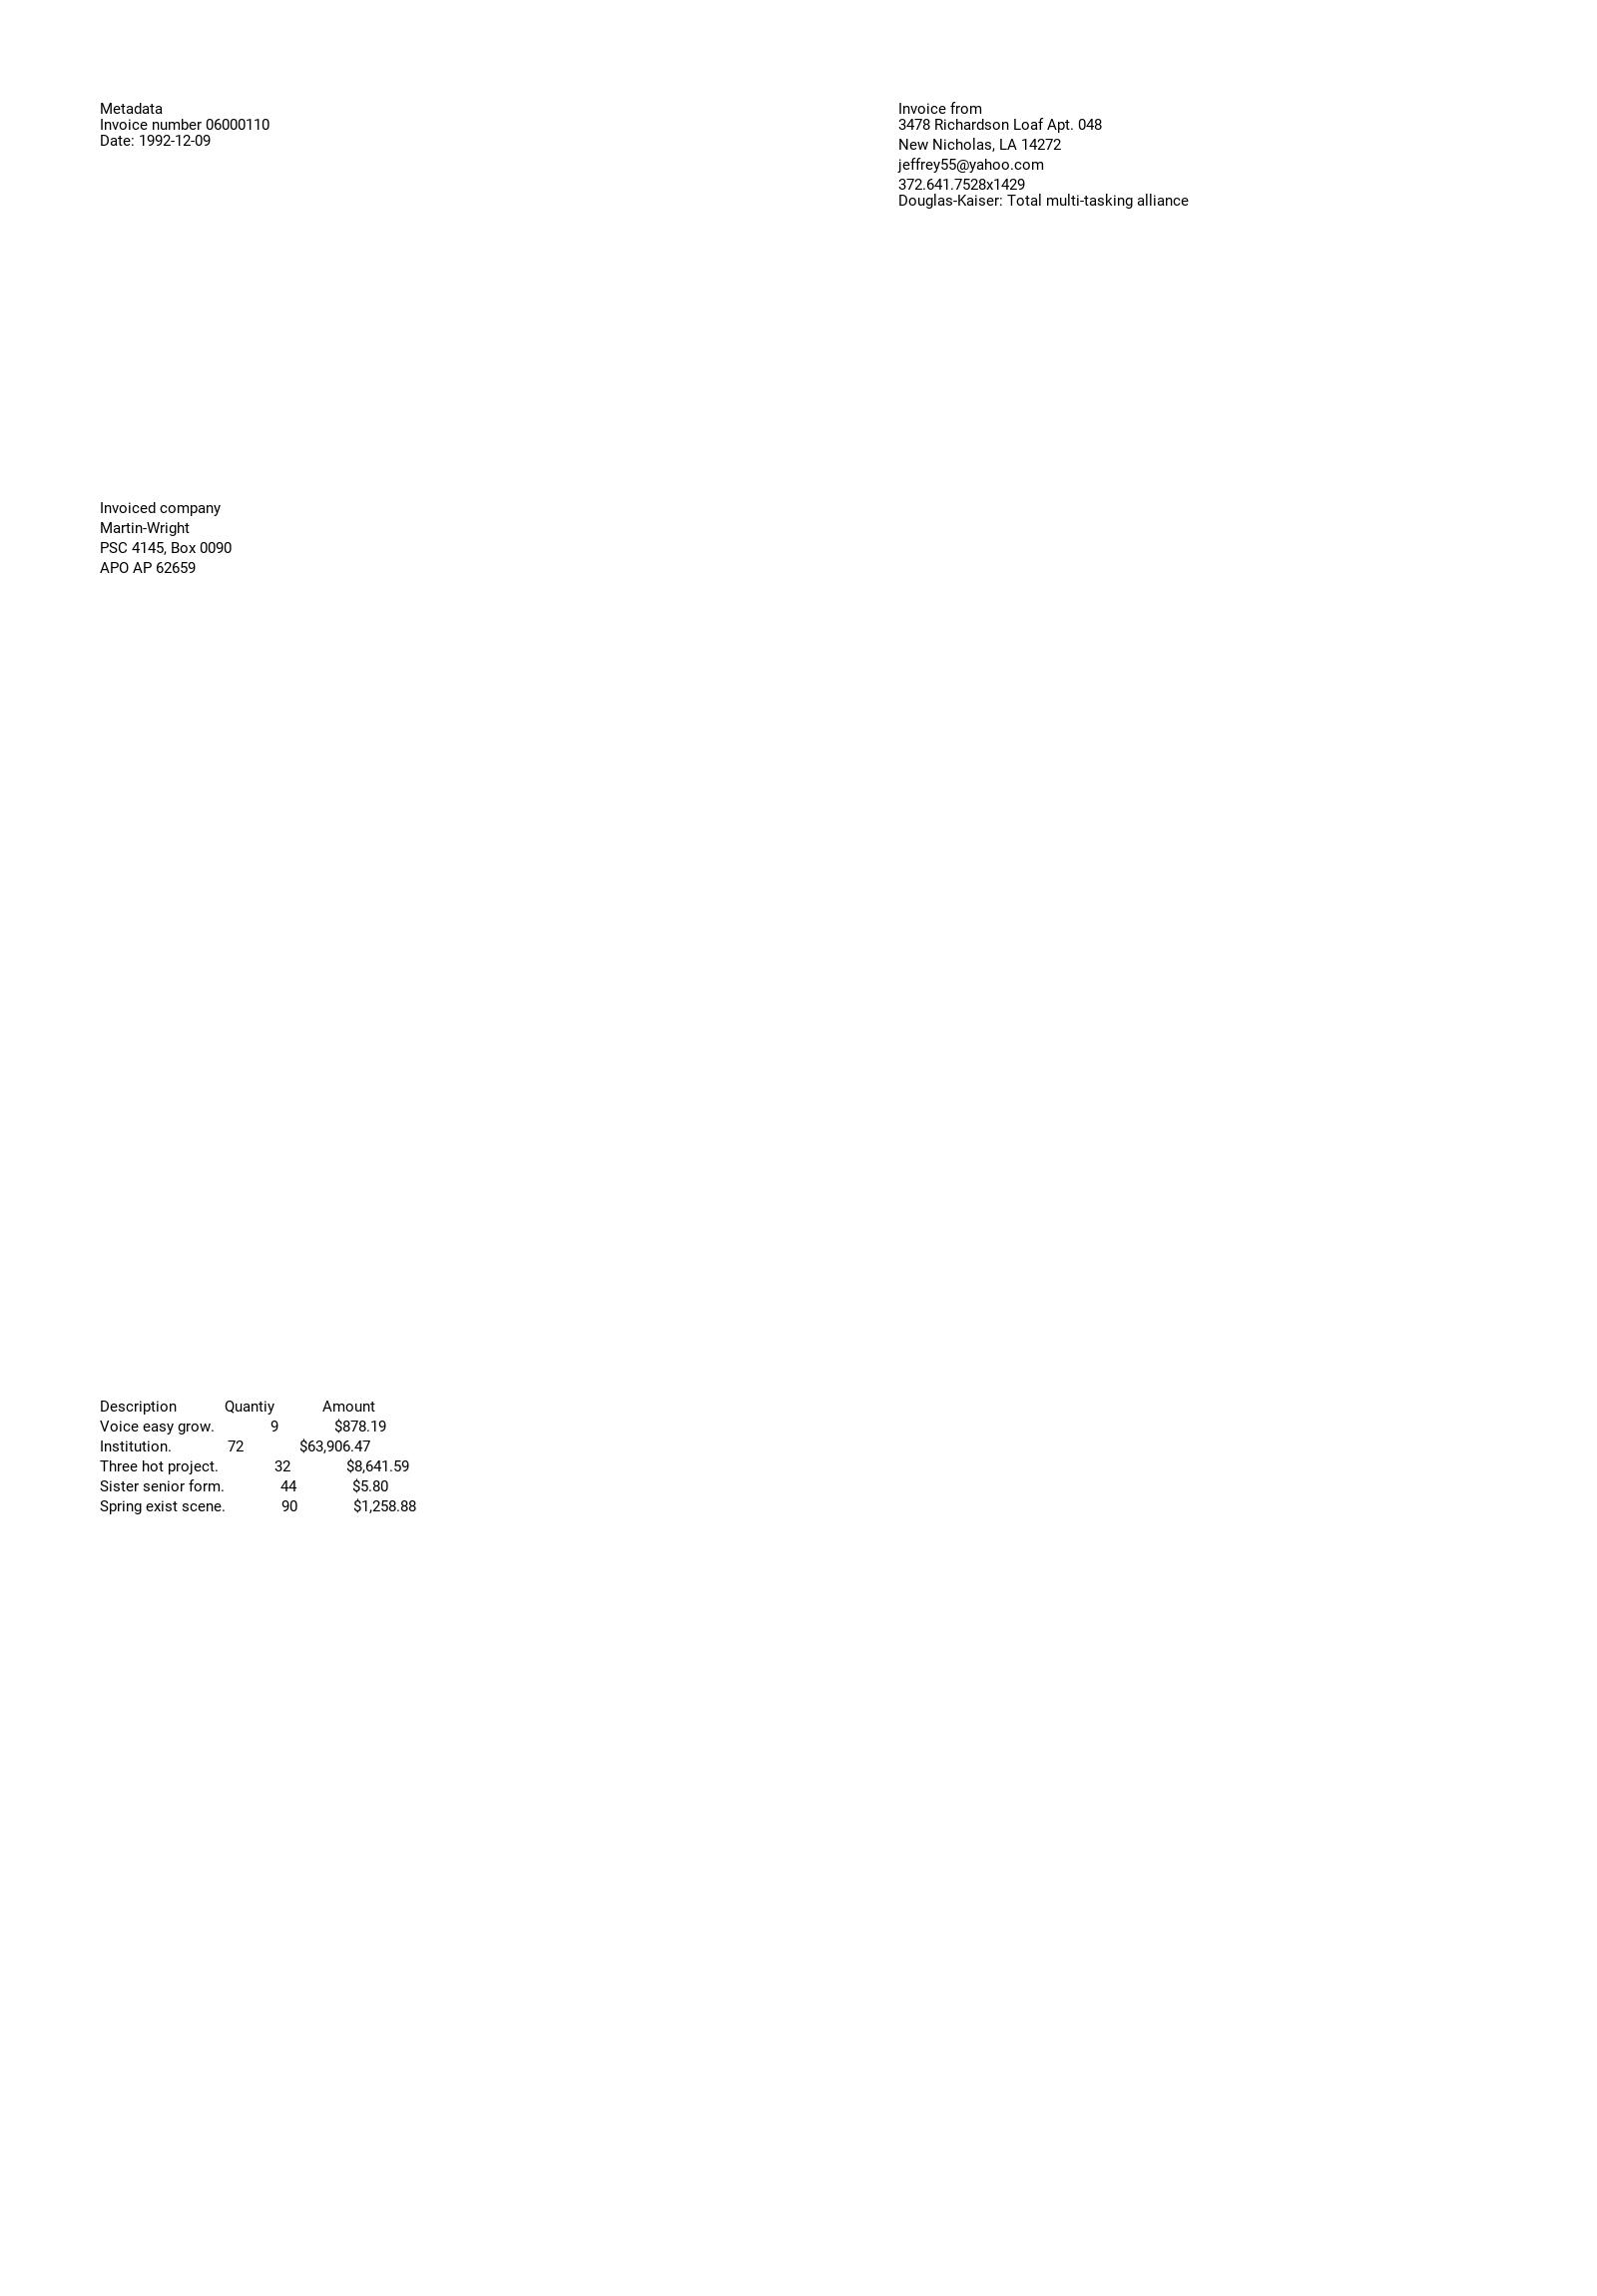 Metadata
Invoice number 06000110
Date: 1992-12-09
Invoice from
3478 Richardson Loaf Apt. 048
New Nicholas, LA 14272
jeffrey55@yahoo.com
372.641.7528x1429
Douglas-Kaiser: Total multi-tasking alliance
Invoiced company
Martin-Wright
PSC 4145, Box 0090
APO AP 62659
Description Quantiy Amount
Voice easy grow. 9 $878.19
Institution. 72 $63,906.47
Three hot project. 32 $8,641.59
Sister senior form. 44 $5.80
Spring exist scene. 90 $1,258.88